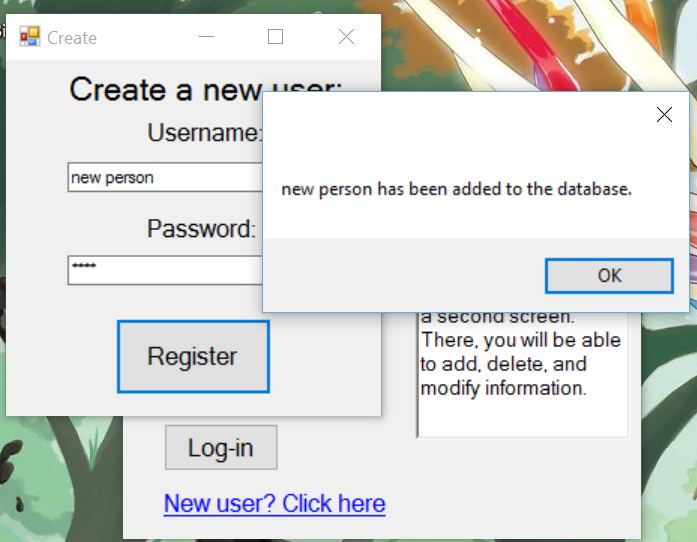 Create
Create a new user:
Username:
new person
Password:
****
Register
new person has been added to the database.
OK
a second screen.
There, you will be able
to add, delete, and
modify information.
Log-in
New user? Click here